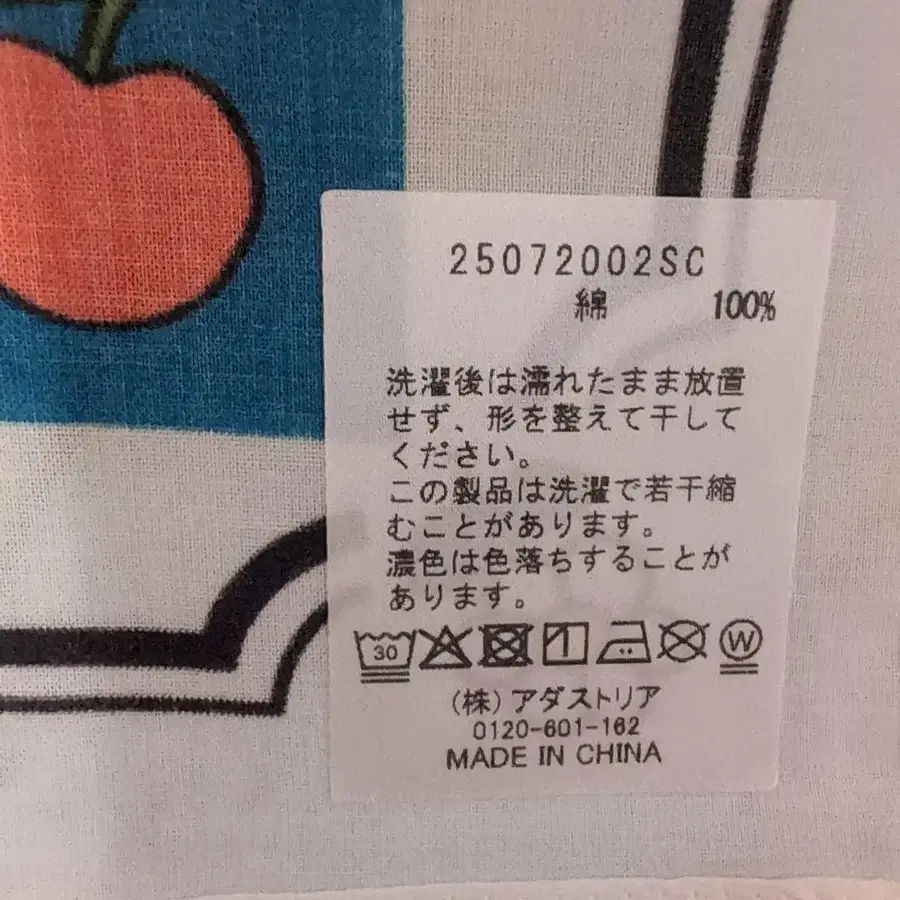 25072002SC
綿 100%
洗濯後は濡れたまま放置
せず、形を整えて干して
ください。
この製品は洗濯で若干縮
むことがあります。
濃色は色落ちすることが
あります。
30 W
(株)アダストリア
0120-601-162
MADE IN CHINA